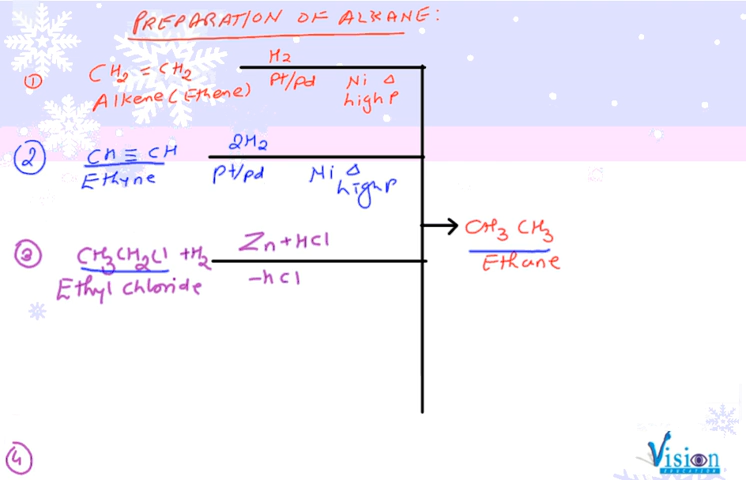 PREPARATION OF ALKANE:
① CH2 = CH2 H2
Alkene (Ethene) Pt/pd Ni Δ
high P
② CH ≡ CH 2H2
Ethyne Pt/pd Ni Δ
high P
CH3 CH3
Ethane
③ CH3CH2Cl + H2 Zn + HCl
Ethyl chloride -hCl
④
Vision
EDUCATION